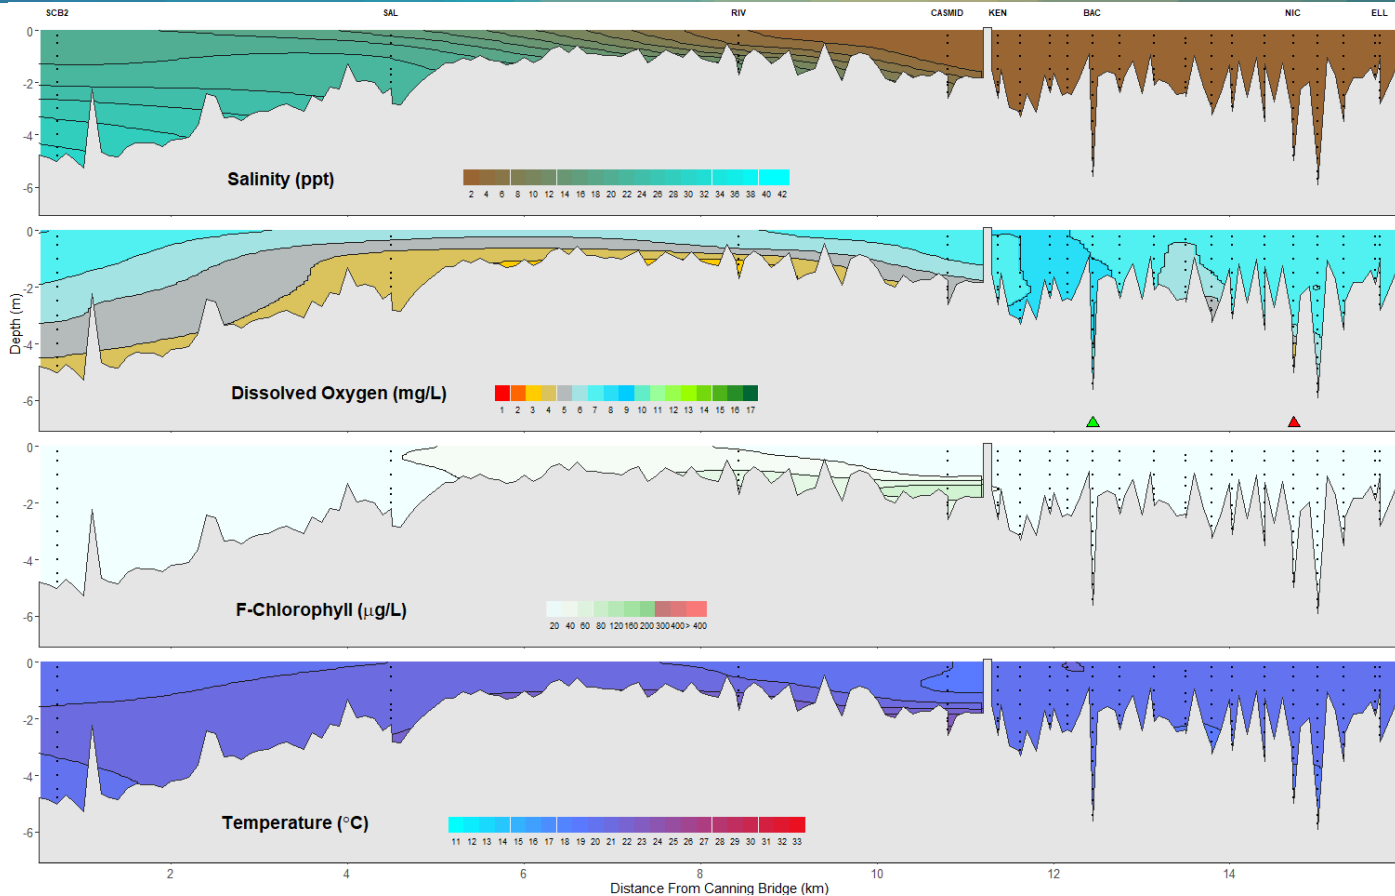 SCB2 SAL RIV CASMID KEN BAC NIC ELL
0
-2
-4
-6
Salinity (ppt)
2 4 6 8 10 12 14 16 18 20 22 24 26 28 30 32 34 36 38 40 42
0
-2
-4
-6
Depth (m)
Dissolved Oxygen (mg/L)
1 2 3 4 5 6 7 8 9 10 11 12 13 14 15 16 17
0
-2
-4
-6
F-Chlorophyll (μg/L)
20 40 60 80 120 160 200 300 400 > 400
0
-2
-4
-6
Temperature (°C)
11 12 13 14 15 16 17 18 19 20 21 22 23 24 25 26 27 28 29 30 31 32 33
2 4 6 8 10 12 14
Distance From Canning Bridge (km)